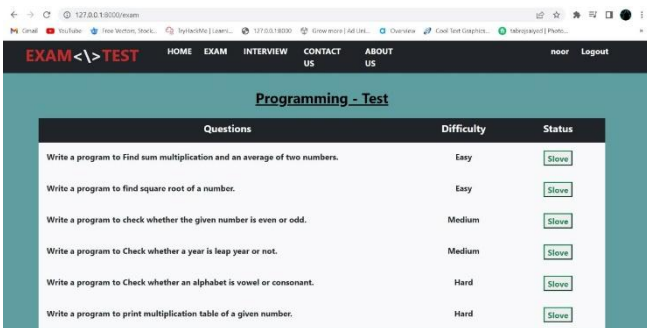 127.0.0.1:8000/exam
Gmail YouTube Free Vectors, Stock... TryHackMe | Learni... 127.0.0.1:8000 Grow more | Ad Uni... Overview Cool Text Graphics... | Photo...
EXAM<\>TEST HOME EXAM INTERVIEW CONTACT US ABOUT US noor Logout
Programming - Test
Questions Difficulty Status
Write a program to Find sum multiplication and an average of two numbers. Easy Slove
Write a program to find square root of a number. Easy Slove
Write a program to check whether the given number is even or odd. Medium Slove
Write a program to Check whether a year is leap year or not. Medium Slove
Write a program to Check whether an alphabet is vowel or consonant. Hard Slove
Write a program to print multiplication table of a given number. Hard Slove